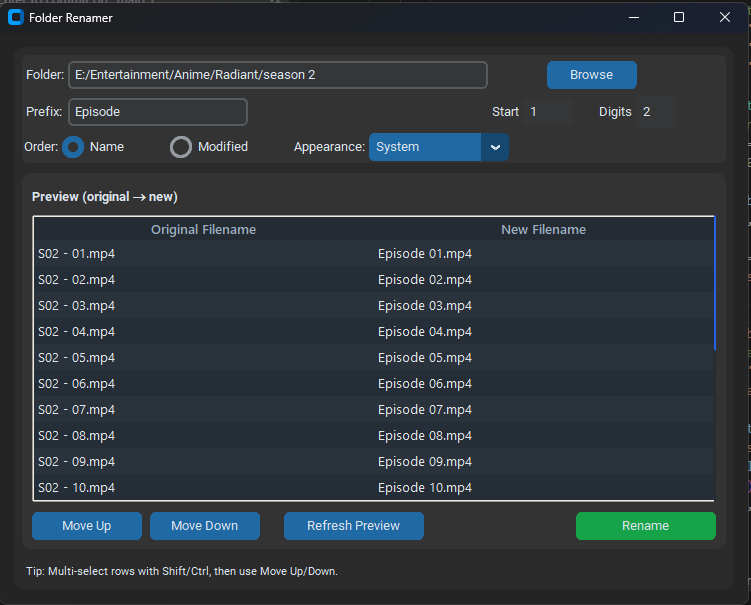 Folder Renamer
Folder: E:/Entertainment/Anime/Radiant/season 2 Browse
Prefix: Episode Start 1 Digits 2
Order: Name Modified Appearance: System
Preview (original → new)
Original Filename New Filename
S02 - 01.mp4 Episode 01.mp4
S02 - 02.mp4 Episode 02.mp4
S02 - 03.mp4 Episode 03.mp4
S02 - 04.mp4 Episode 04.mp4
S02 - 05.mp4 Episode 05.mp4
S02 - 06.mp4 Episode 06.mp4
S02 - 07.mp4 Episode 07.mp4
S02 - 08.mp4 Episode 08.mp4
S02 - 09.mp4 Episode 09.mp4
S02 - 10.mp4 Episode 10.mp4
Move Up Move Down Refresh Preview Rename
Tip: Multi-select rows with Shift/Ctrl, then use Move Up/Down.